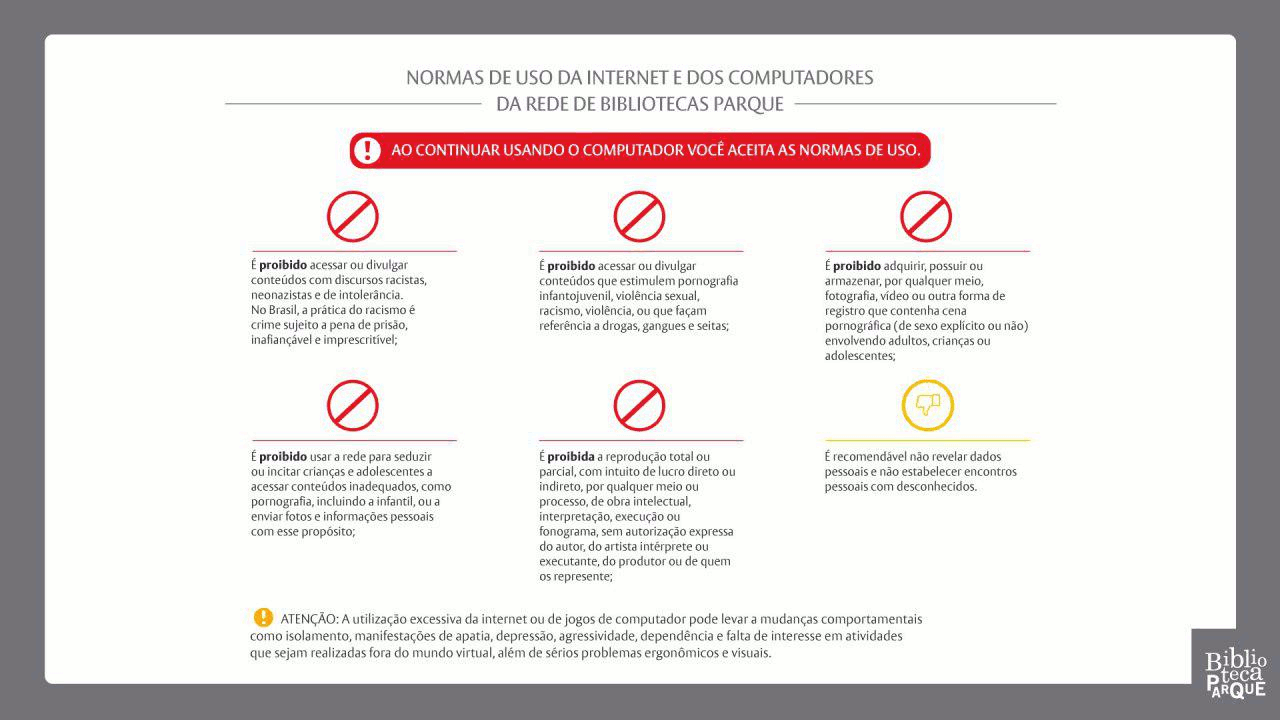 NORMAS DE USO DA INTERNET E DOS COMPUTADORES
DA REDE DE BIBLIOTECAS PARQUE
AO CONTINUAR USANDO O COMPUTADOR VOCÊ ACEITA AS NORMAS DE USO.
É proibido acessar ou divulgar
conteúdos com discursos racistas,
neonazistas e de intolerância.
No Brasil, a prática do racismo é
crime sujeito a pena de prisão,
inafiançável e imprescritível;
É proibido acessar ou divulgar
conteúdos que estimulem pornografia
infantojuvenil, violência sexual,
racismo, violência, ou que façam
referência a drogas, gangues e seitas;
É proibido adquirir, possuir ou
armazenar, por qualquer meio,
fotografia, vídeo ou outra forma de
registro que contenha cena
pornográfica (de sexo explícito ou não)
envolvendo adultos, crianças ou
adolescentes;
É proibido usar a rede para seduzir
ou incitar crianças e adolescentes a
acessar conteúdos inadequados, como
pornografia, incluindo a infantil, ou a
enviar fotos e informações pessoais
com esse propósito;
É proibida a reprodução total ou
parcial, com intuito de lucro direto ou
indireto, por qualquer meio ou
processo, de obra intelectual,
interpretação, execução ou
fonograma, sem autorização expressa
do autor, do artista intérprete ou
executante, do produtor ou de quem
os represente;
É recomendável não revelar dados
pessoais e não estabelecer encontros
pessoais com desconhecidos.
ATENÇÃO: A utilização excessiva da internet ou de jogos de computador pode levar a mudanças comportamentais
como isolamento, manifestações de apatia, depressão, agressividade, dependência e falta de interesse em atividades
que sejam realizadas fora do mundo virtual, além de sérios problemas ergonômicos e visuais.
Biblio
teca
PARQUE